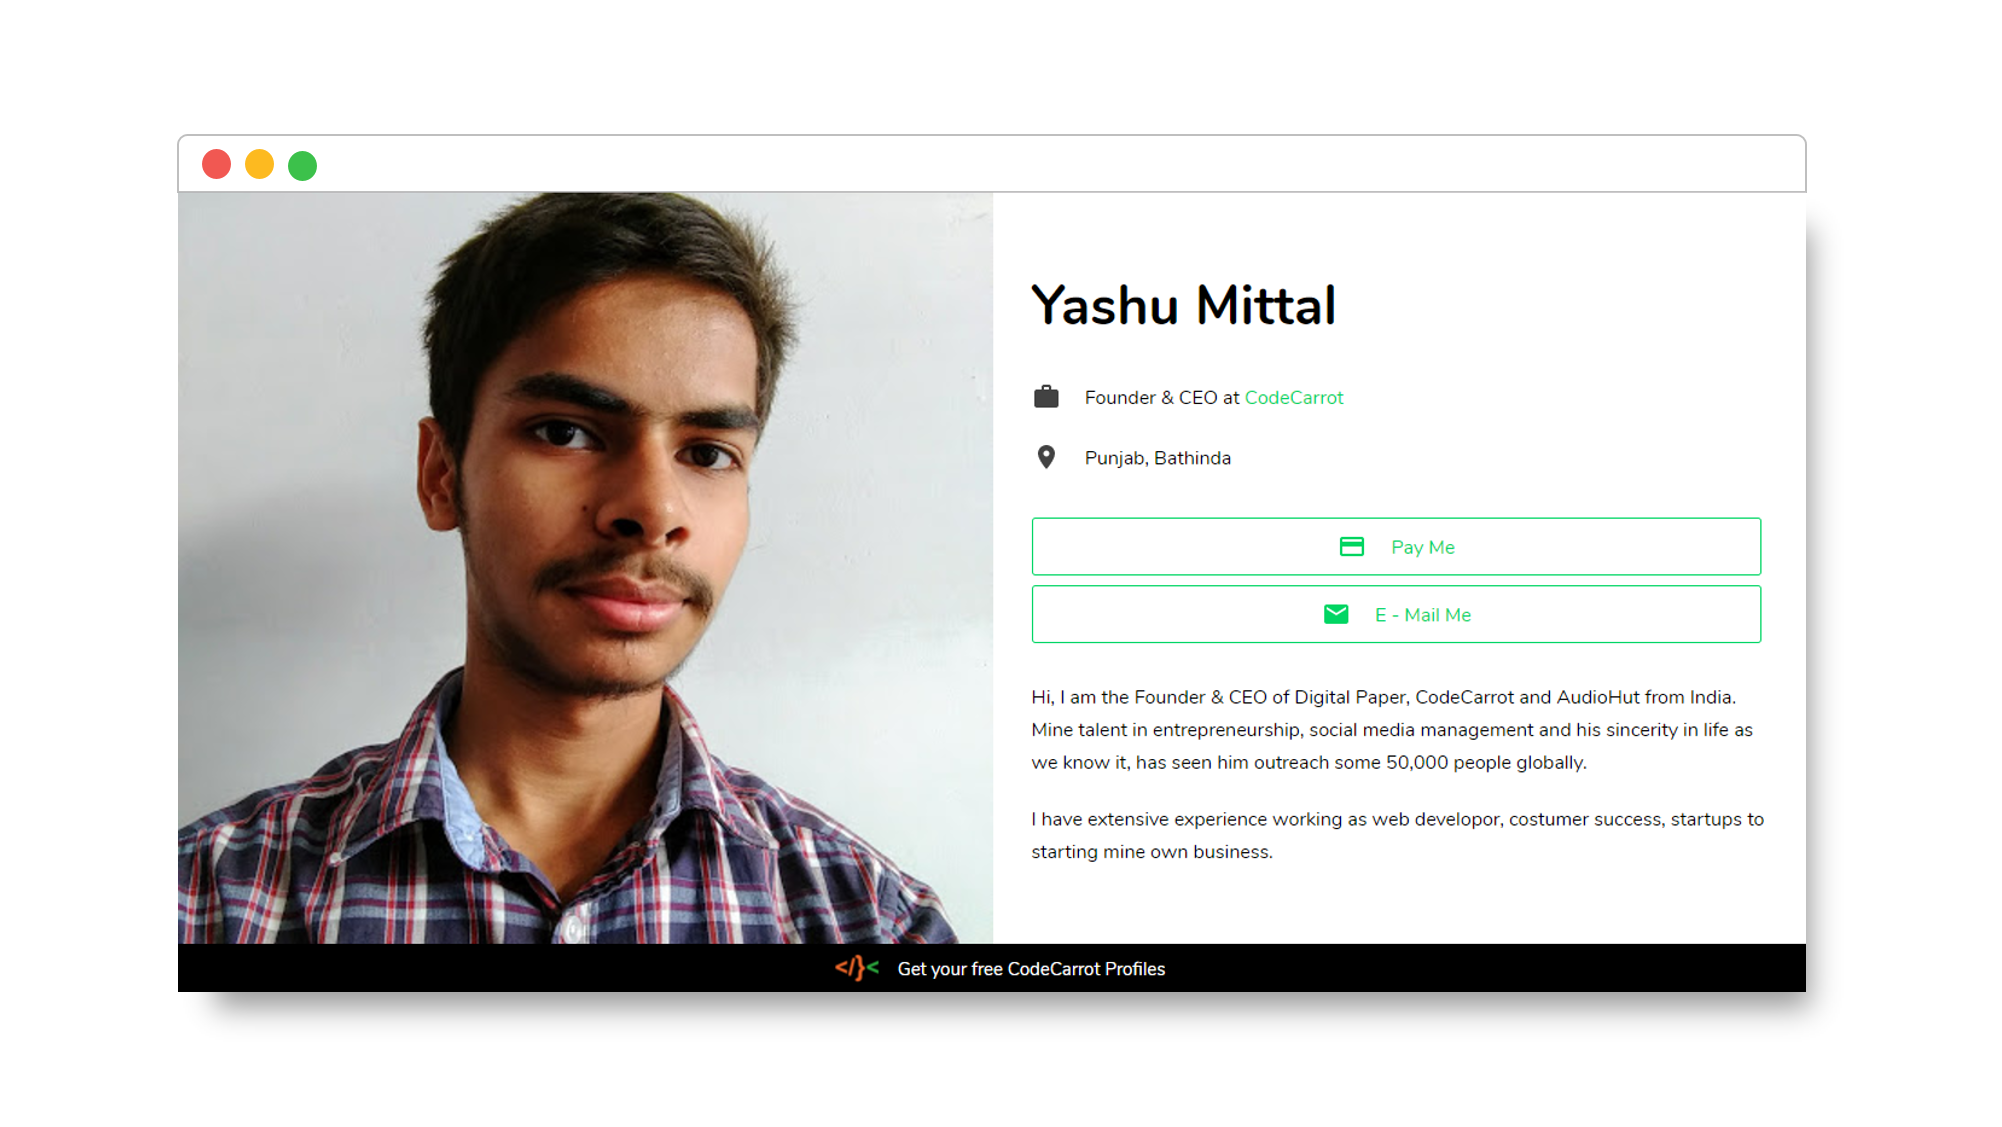 Yashu Mittal
Founder & CEO at CodeCarrot
Punjab, Bathinda
Pay Me
E - Mail Me
Hi, I am the Founder & CEO of Digital Paper, CodeCarrot and AudioHut from India.
Mine talent in entrepreneurship, social media management and his sincerity in life as
we know it, has seen him outreach some 50,000 people globally.
I have extensive experience working as web developor, costumer success, startups to
starting mine own business.
</}< Get your free CodeCarrot Profiles